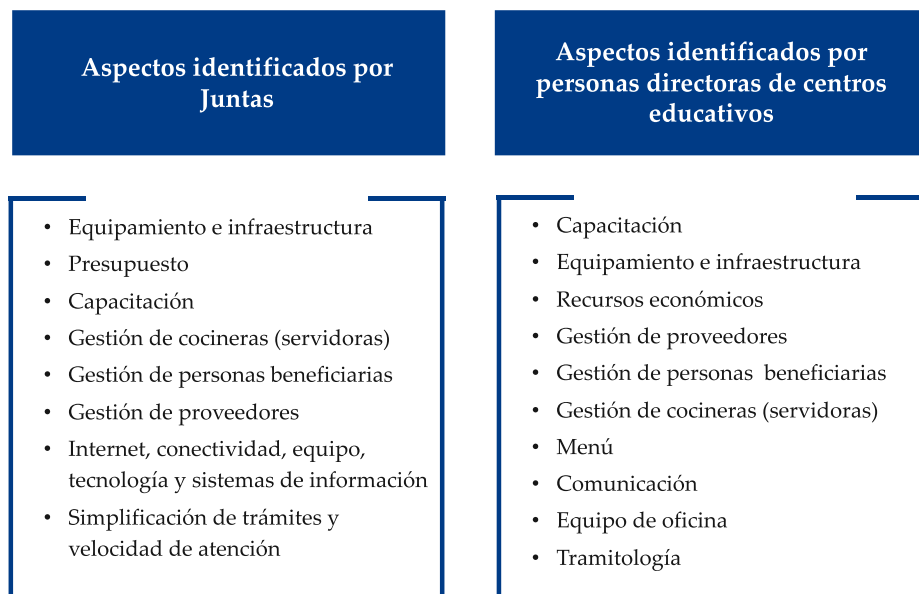 Aspectos identificados por
Juntas
• Equipamiento e infraestructura
• Presupuesto
• Capacitación
• Gestión de cocineras (servidoras)
• Gestión de personas beneficiarias
• Gestión de proveedores
• Internet, conectividad, equipo,
tecnología y sistemas de información
• Simplificación de trámites y
velocidad de atención
Aspectos identificados por
personas directoras de centros
educativos
• Capacitación
• Equipamiento e infraestructura
• Recursos económicos
• Gestión de proveedores
• Gestión de personas beneficiarias
• Gestión de cocineras (servidoras)
• Menú
• Comunicación
• Equipo de oficina
• Tramitología